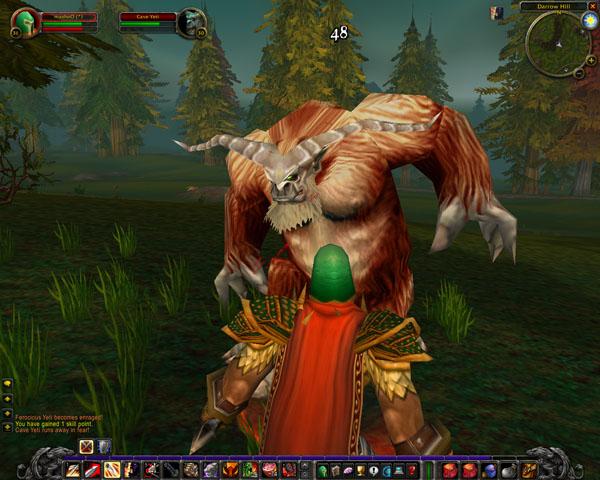 Cave Yeti
Darrow Hill
48
Ferocious Yeti becomes enraged!
You have gained 1 skill point.
Cave Yeti runs away in fear!